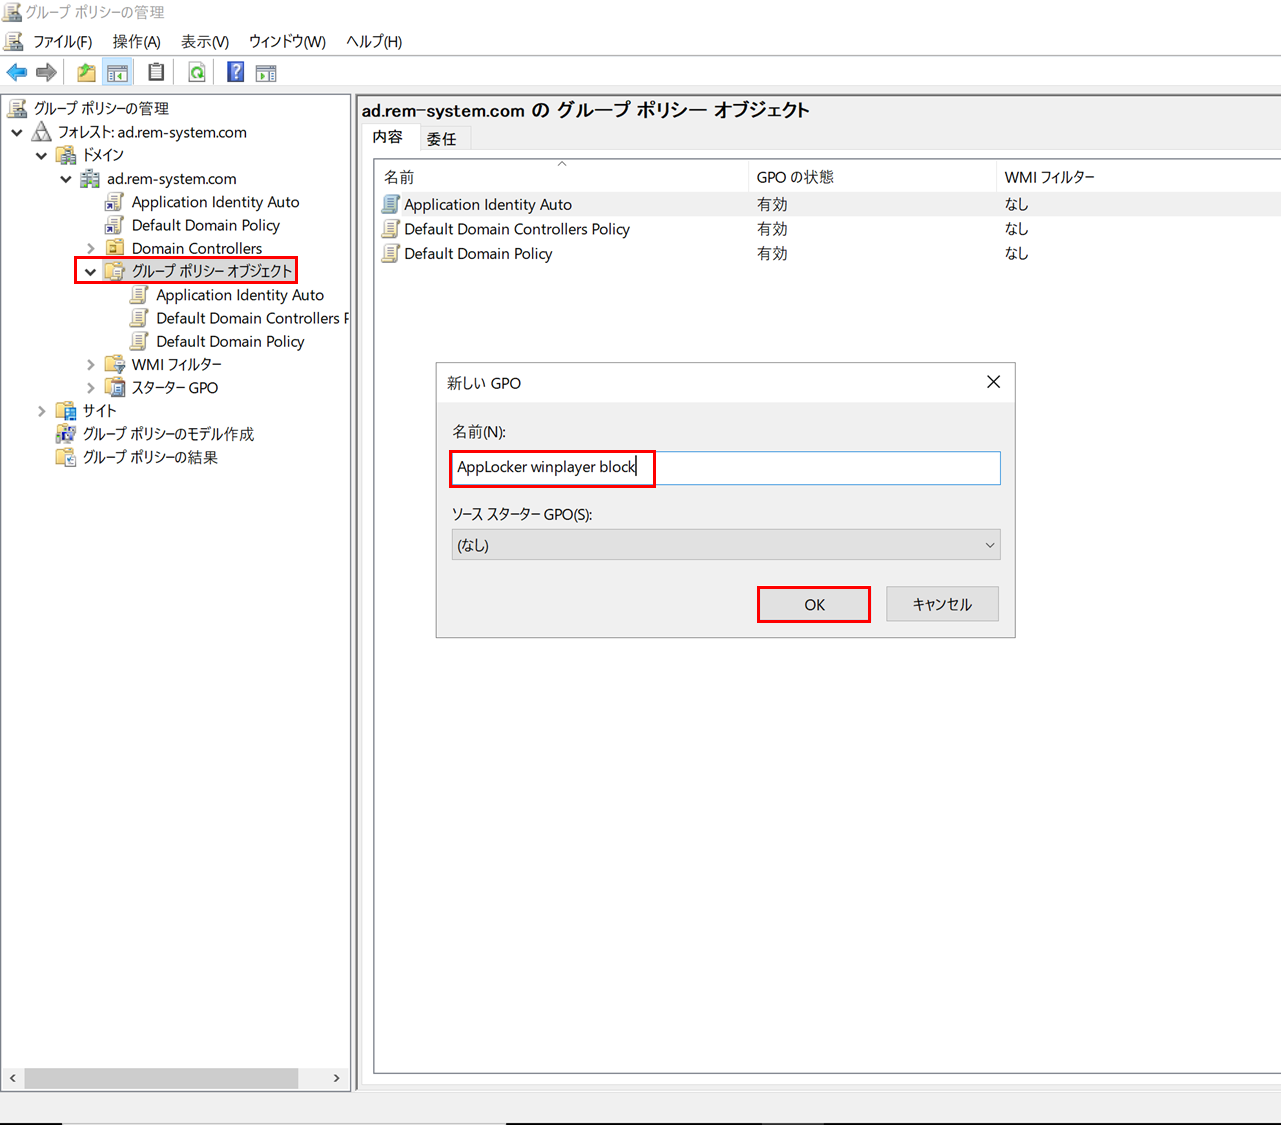 グループ ポリシーの管理
ファイル(F) 操作(A) 表示(V) ウィンドウ(W) ヘルプ(H)
グループ ポリシーの管理
フォレスト: ad.rem-system.com
ドメイン
ad.rem-system.com
Application Identity Auto
Default Domain Policy
Domain Controllers
グループ ポリシー オブジェクト
Application Identity Auto
Default Domain Controllers P
Default Domain Policy
WMI フィルター
スターター GPO
サイト
グループ ポリシーのモデル作成
グループ ポリシーの結果
ad.rem-system.com の グループ ポリシー オブジェクト
内容 委任
名前 GPO の状態 WMI フィルター
Application Identity Auto 有効 なし
Default Domain Controllers Policy 有効 なし
Default Domain Policy 有効 なし
新しい GPO
名前(N):
AppLocker winplayer block
ソース スターター GPO(S):
(なし)
OK キャンセル